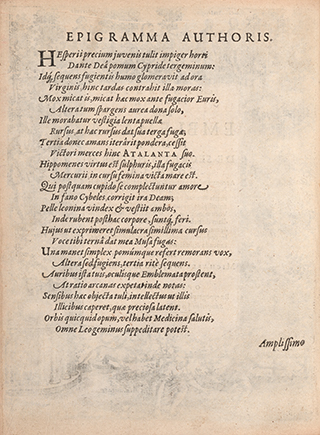 EPIGRAMMA AUTHORIS.
HEsperii precium juvenis tulit impiger horti
Dante Deâ pomum Cypride tergeminum:
Idq́; sequens fugientis humo glomeravit ad ora
Virginis, hinc tardas contrahit illa moras:
Mox micat is, micat hæc mox ante fugacior Euris,
Alteratum spargens aurea dona solo,
Ille morabatur vestigia lenta puellæ
Rursus, at hæc rursus dat sua terga fugæ,
Tertia donec amans iterârit pondera, cessit
Victori merces hinc ATALANTA suo.
Hippomenes virtus est sulphuris, illa fugacis
Mercurii, in cursu femina victa mare est.
Qui postquam cupido se complectuntur amore
In fano Cybeles corrigit ira Deam;
Pelle leonina vindex & vestiit ambos,
Inde rubent posthac corpore, suntq́; feri.
Hujus ut exprimeret simulacra simillima cursus
Voce tibi ternâ dat mea Musa fugas:
Una manet simplex pomumque refert remorans vox,
Altera sed fugiens, tertia ritè sequens.
Auribus ista tuis, oculisque Emblemata prostent,
At ratio arcanas expetat inde notas:
Sensibus hæc objecta tuli, intellectus ut illis
Illicibus caperet, quæ preciosa latent.
Orbis quicquid opum, vel habet Medicina salutis,
Omne Leo geminus suppeditare potest.
Amplissimo